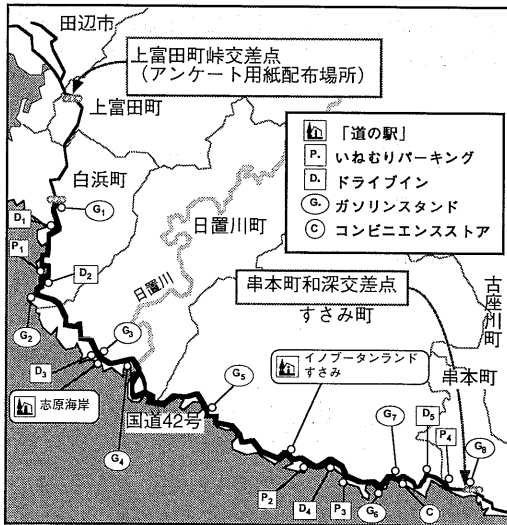 田辺市
上富田町峠交差点
(アンケート用紙配布場所)
上富田町
「道の駅」
P. いねむりパーキング
D. ドライブイン
G. ガソリンスタンド
C コンビニエンスストア
白浜町
G1
D1
日置川町
P1
D2
日置川
串本町和深交差点
すさみ町
古座川町
G2
G3
D3
イノブータンランド
すさみ
串本町
志原海岸
G5
国道42号
G4
G7
D5
P4
G8
P2
D4
P3
G6
C